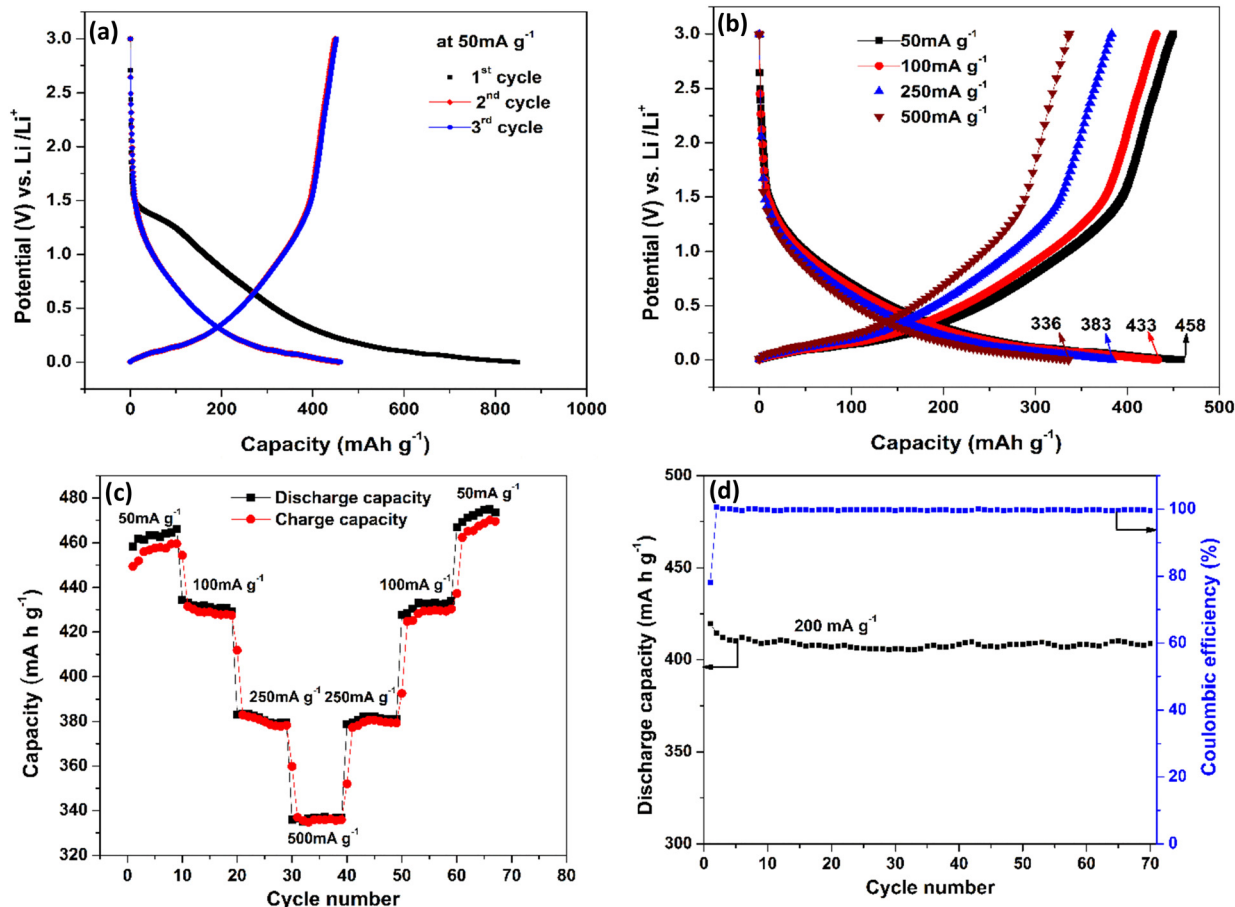 (a)
at 50mA g⁻¹
1ˢᵗ cycle
2ⁿᵈ cycle
3ʳᵈ cycle
Potential (V) vs. Li /Li⁺
3.0
2.5
2.0
1.5
1.0
0.5
0.0
0 200 400 600 800 1000
Capacity (mAh g⁻¹)
(b)
50mA g⁻¹
100mA g⁻¹
250mA g⁻¹
500mA g⁻¹
Potential (V) vs. Li /Li⁺
3.0
2.5
2.0
1.5
1.0
0.5
0.0
336 383 433 458
0 100 200 300 400 500
Capacity (mAh g⁻¹)
(c)
Discharge capacity
Charge capacity
50mA g⁻¹
100mA g⁻¹
250mA g⁻¹
500mA g⁻¹
250mA g⁻¹
100mA g⁻¹
50mA g⁻¹
Capacity (mA h g⁻¹)
480
460
440
420
400
380
360
340
320
0 10 20 30 40 50 60 70 80
Cycle number
(d)
200 mA g⁻¹
Discharge capacity (mA h g⁻¹)
500
450
400
350
300
Coulombic efficiency (%)
100
80
60
40
20
0
0 10 20 30 40 50 60 70
Cycle number